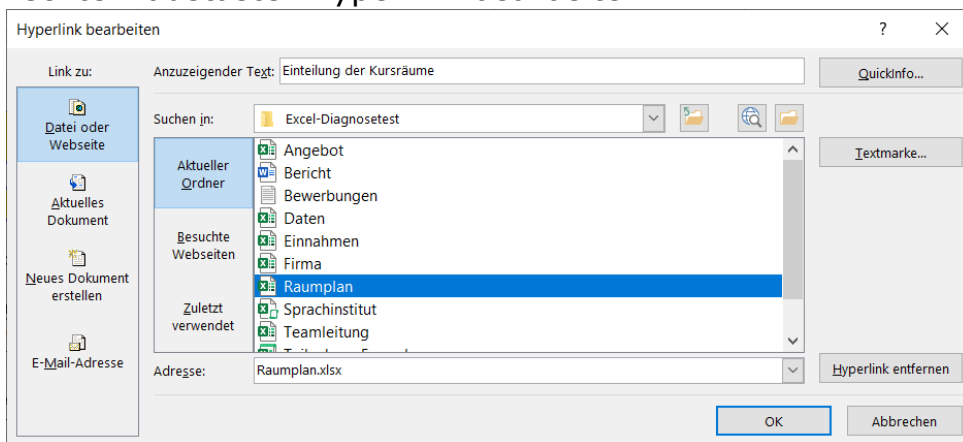 Hyperlink bearbeiten
?
Link zu:
Anzuzeigender Text: Einteilung der Kursräume
QuickInfo...
Datei oder
Webseite
Suchen in:
Excel-Diagnosetest
Textmarke...
Aktueller
Ordner
Angebot
Bericht
Bewerbungen
Aktuelles
Dokument
Daten
Besuchte
Webseiten
Einnahmen
Firma
Neues Dokument
erstellen
Raumplan
Zuletzt
verwendet
Sprachinstitut
Teamleitung
E-Mail-Adresse
Adresse:
Raumplan.xlsx
Hyperlink entfernen
OK
Abbrechen